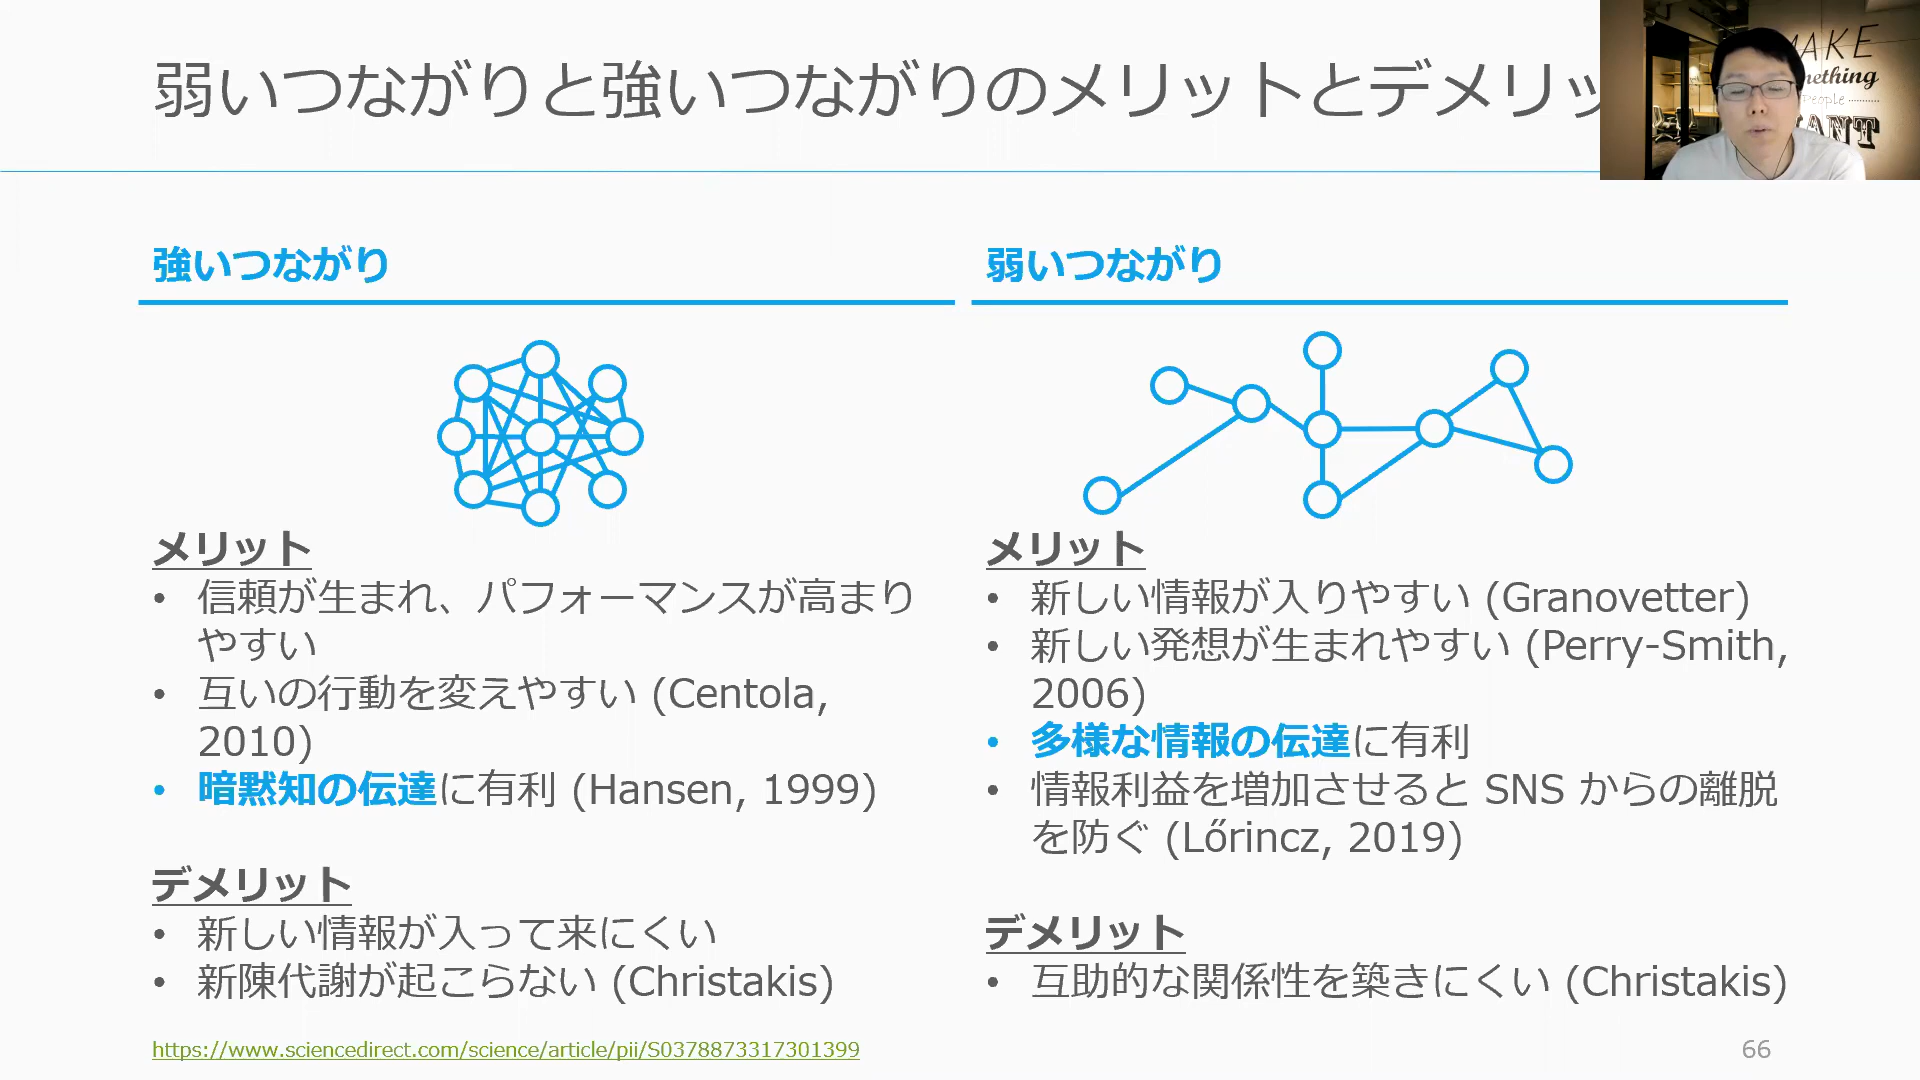 弱いつながりと強いつながりのメリットとデメリッ
MAKE
mething
People
ANT
強いつながり
メリット
• 信頼が生まれ、パフォーマンスが高まり
やすい
• 互いの行動を変えやすい (Centola,
2010)
• 暗黙知の伝達に有利 (Hansen, 1999)
デメリット
• 新しい情報が入って来にくい
• 新陳代謝が起こらない (Christakis)
弱いつながり
メリット
• 新しい情報が入りやすい (Granovetter)
• 新しい発想が生まれやすい (Perry-Smith,
2006)
• 多様な情報の伝達に有利
• 情報利益を増加させると SNS からの離脱
を防ぐ (Lőrincz, 2019)
デメリット
• 互助的な関係性を築きにくい (Christakis)
https://www.sciencedirect.com/science/article/pii/S0378873317301399
66